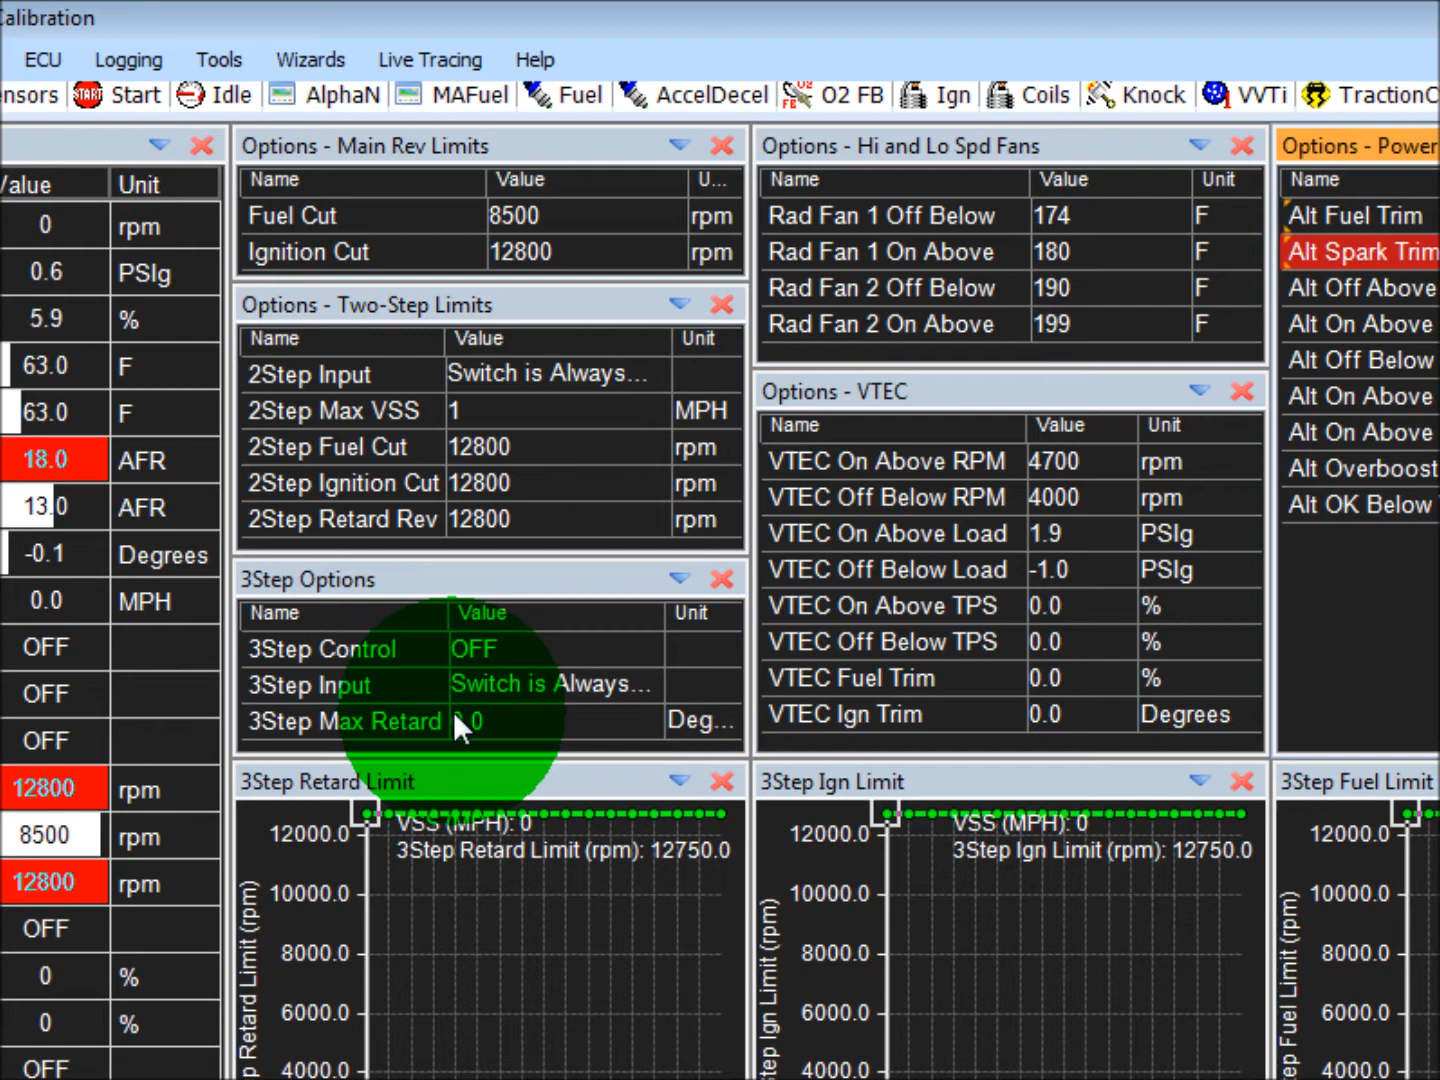 Calibration
ECU Logging Tools Wizards Live Tracing Help
nsors Start Idle AlphaN MAFuel Fuel AccelDecel O2 FB Ign Coils Knock VVTi TractionC
Value Unit
0 rpm
0.6 PSIg
5.9 %
63.0 F
63.0 F
18.0 AFR
13.0 AFR
-0.1 Degrees
0.0 MPH
OFF
OFF
OFF
12800 rpm
8500 rpm
12800 rpm
OFF
0 %
0 %
OFF
Options - Main Rev Limits
Name Value U...
Fuel Cut 8500 rpm
Ignition Cut 12800 rpm
Options - Two-Step Limits
Name Value Unit
2Step Input Switch is Always...
2Step Max VSS 1 MPH
2Step Fuel Cut 12800 rpm
2Step Ignition Cut 12800 rpm
2Step Retard Rev 12800 rpm
3Step Options
Name Value Unit
3Step Control OFF
3Step Input Switch is Always...
3Step Max Retard 0.0 Deg...
Options - Hi and Lo Spd Fans
Name Value Unit
Rad Fan 1 Off Below 174 F
Rad Fan 1 On Above 180 F
Rad Fan 2 Off Below 190 F
Rad Fan 2 On Above 199 F
Options - VTEC
Name Value Unit
VTEC On Above RPM 4700 rpm
VTEC Off Below RPM 4000 rpm
VTEC On Above Load 1.9 PSIg
VTEC Off Below Load -1.0 PSIg
VTEC On Above TPS 0.0 %
VTEC Off Below TPS 0.0 %
VTEC Fuel Trim 0.0 %
VTEC Ign Trim 0.0 Degrees
Options - Power
Name
Alt Fuel Trim
Alt Spark Trim
Alt Off Above
Alt On Above
Alt Off Below
Alt On Above
Alt On Above
Alt Overboost
Alt OK Below
3Step Retard Limit
VSS (MPH): 0
3Step Retard Limit (rpm): 12750.0
12000.0
10000.0
8000.0
6000.0
4000.0
p Retard Limit (rpm)
3Step Ign Limit
VSS (MPH): 0
3Step Ign Limit (rpm): 12750.0
12000.0
10000.0
8000.0
6000.0
4000.0
tep Ign Limit (rpm)
3Step Fuel Limit
12000.0
10000.0
8000.0
6000.0
4000.0
ep Fuel Limit (rpm)